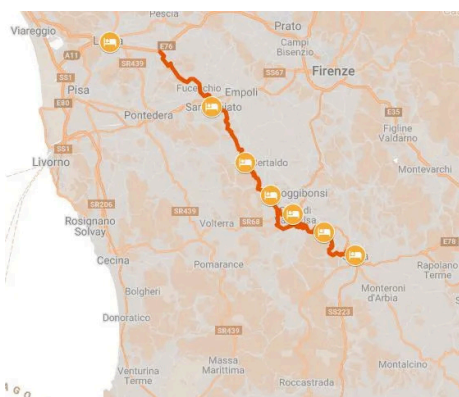 Pescia
Viareggio
Prato
E76
Campi
Bisenzio
A11
SR439
Firenze
SS1
Pisa
Fucecchio
Empoli
SS67
E80
Pontedera
E35
Figline
Valdarno
SS1
Livorno
Certaldo
Montevarchi
SR206
SR439
Rosignano
Solvay
Volterra
SR68
E78
Cecina
Pomarance
Rapolano
Terme
Monteroni
d'Arbia
Bolgheri
SS223
Donoratico
SR439
Massa
Marittima
Montalcino
Venturina
Terme
Roccastrada